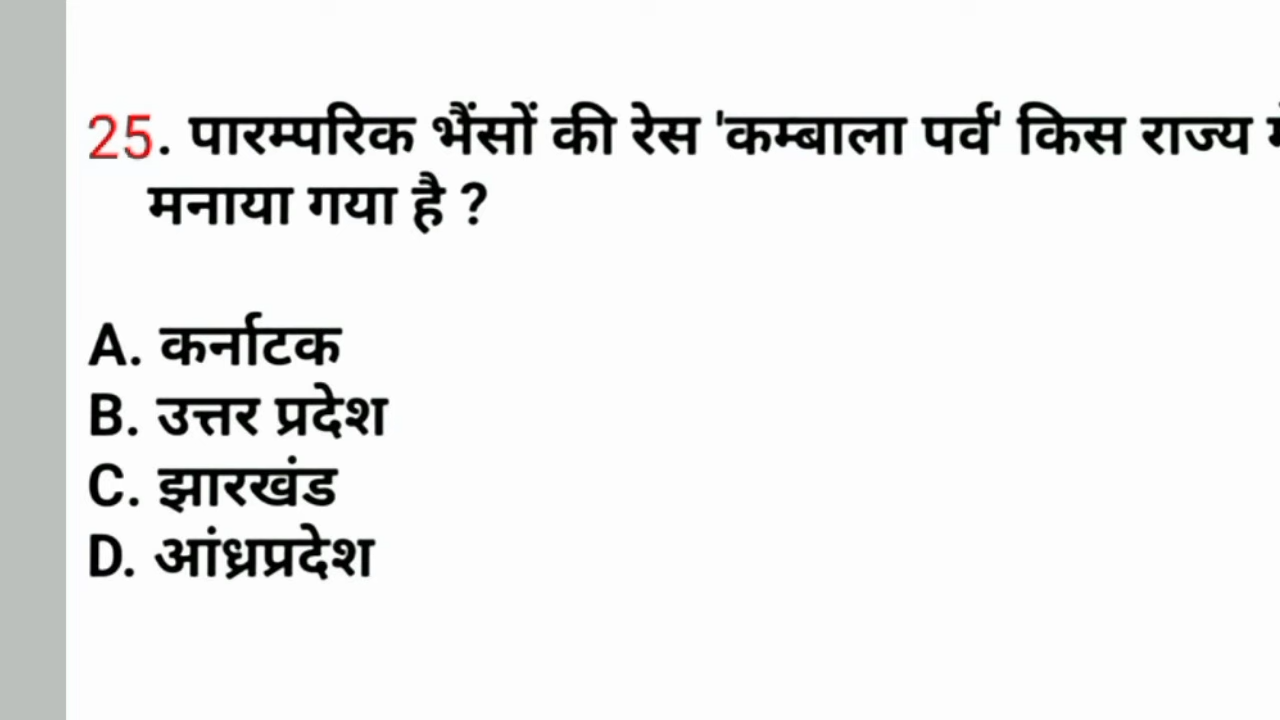 25. पारम्परिक भैंसों की रेस 'कम्बाला पर्व' किस राज्य
मनाया गया है ?
A. कर्नाटक
B. उत्तर प्रदेश
C. झारखंड
D. आंध्रप्रदेश